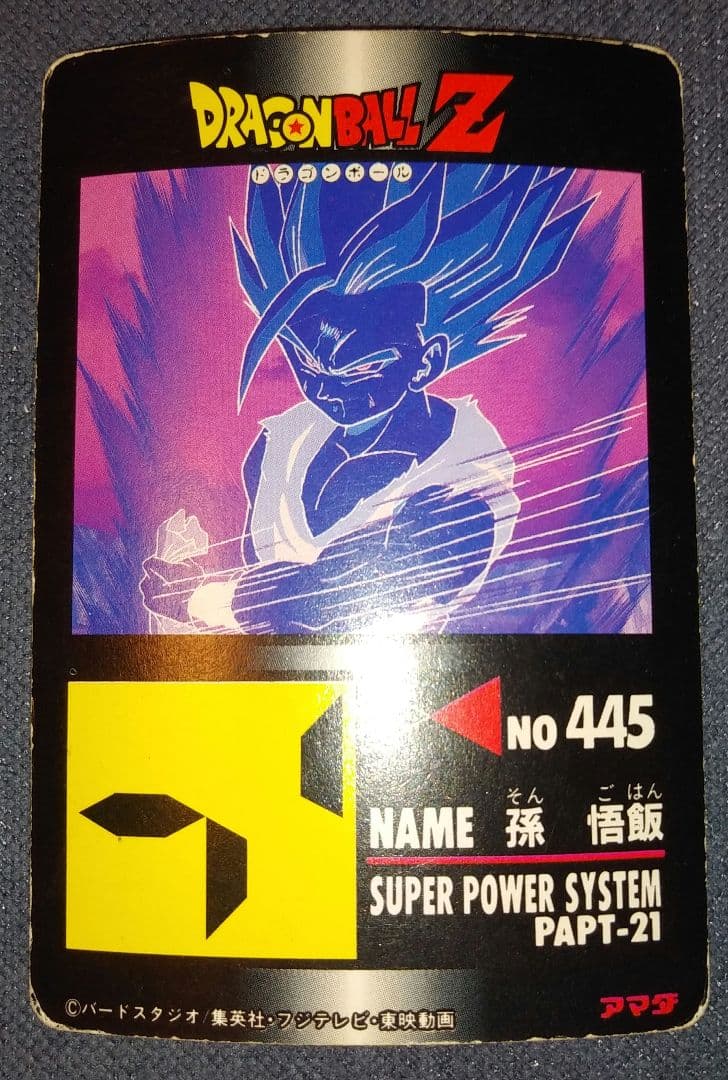 DRAGONBALL Z
ドラゴンボール
NO 445
そん ごはん
NAME 孫 悟飯
SUPER POWER SYSTEM
PAPT-21
©バードスタジオ/集英社・フジテレビ・東映動画
アマダ